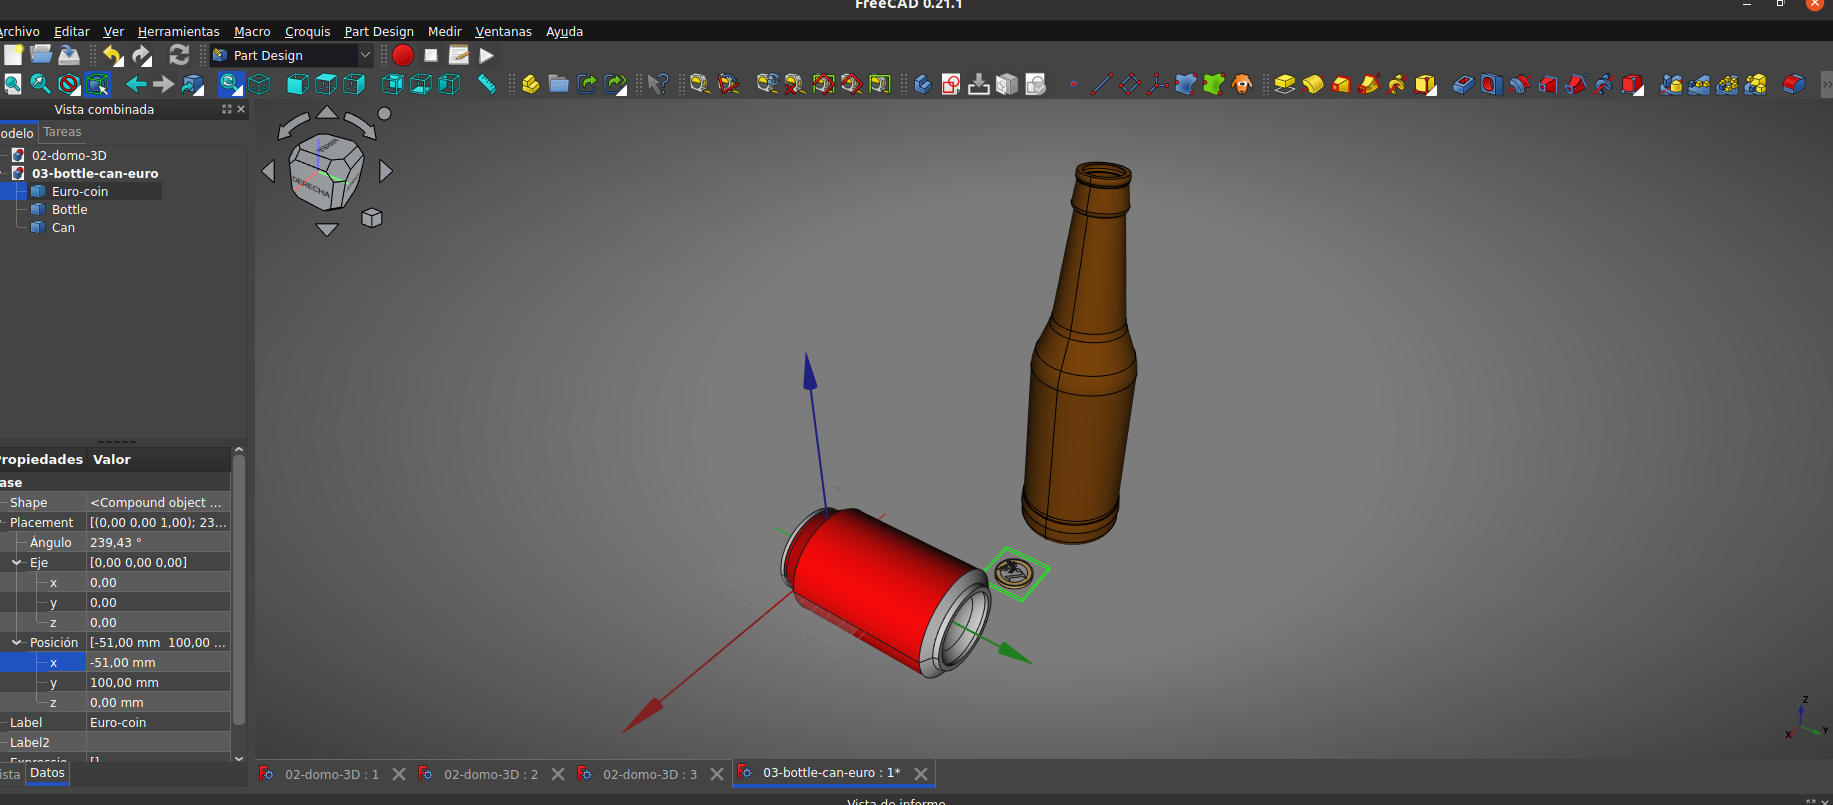 FreeCAD 0.21.1
Archivo Editar Ver Herramientas Macro Croquis Part Design Medir Ventanas Ayuda
Part Design
Vista combinada
odelo Tareas
02-domo-3D
03-bottle-can-euro
Euro-coin
Bottle
Can
DERECHA
ropiedades Valor
ase
Shape <Compound object ...
Placement [(0,00 0,00 1,00); 23...
Ángulo 239,43 °
Eje [0,00 0,00 0,00]
x 0,00
y 0,00
z 0,00
Posición [-51,00 mm 100,00 ...
x -51,00 mm
y 100,00 mm
z 0,00 mm
Label Euro-coin
Label2
Z
X Y
ista Datos
02-domo-3D : 1
02-domo-3D : 2
02-domo-3D : 3
03-bottle-can-euro : 1*
Vista de informe